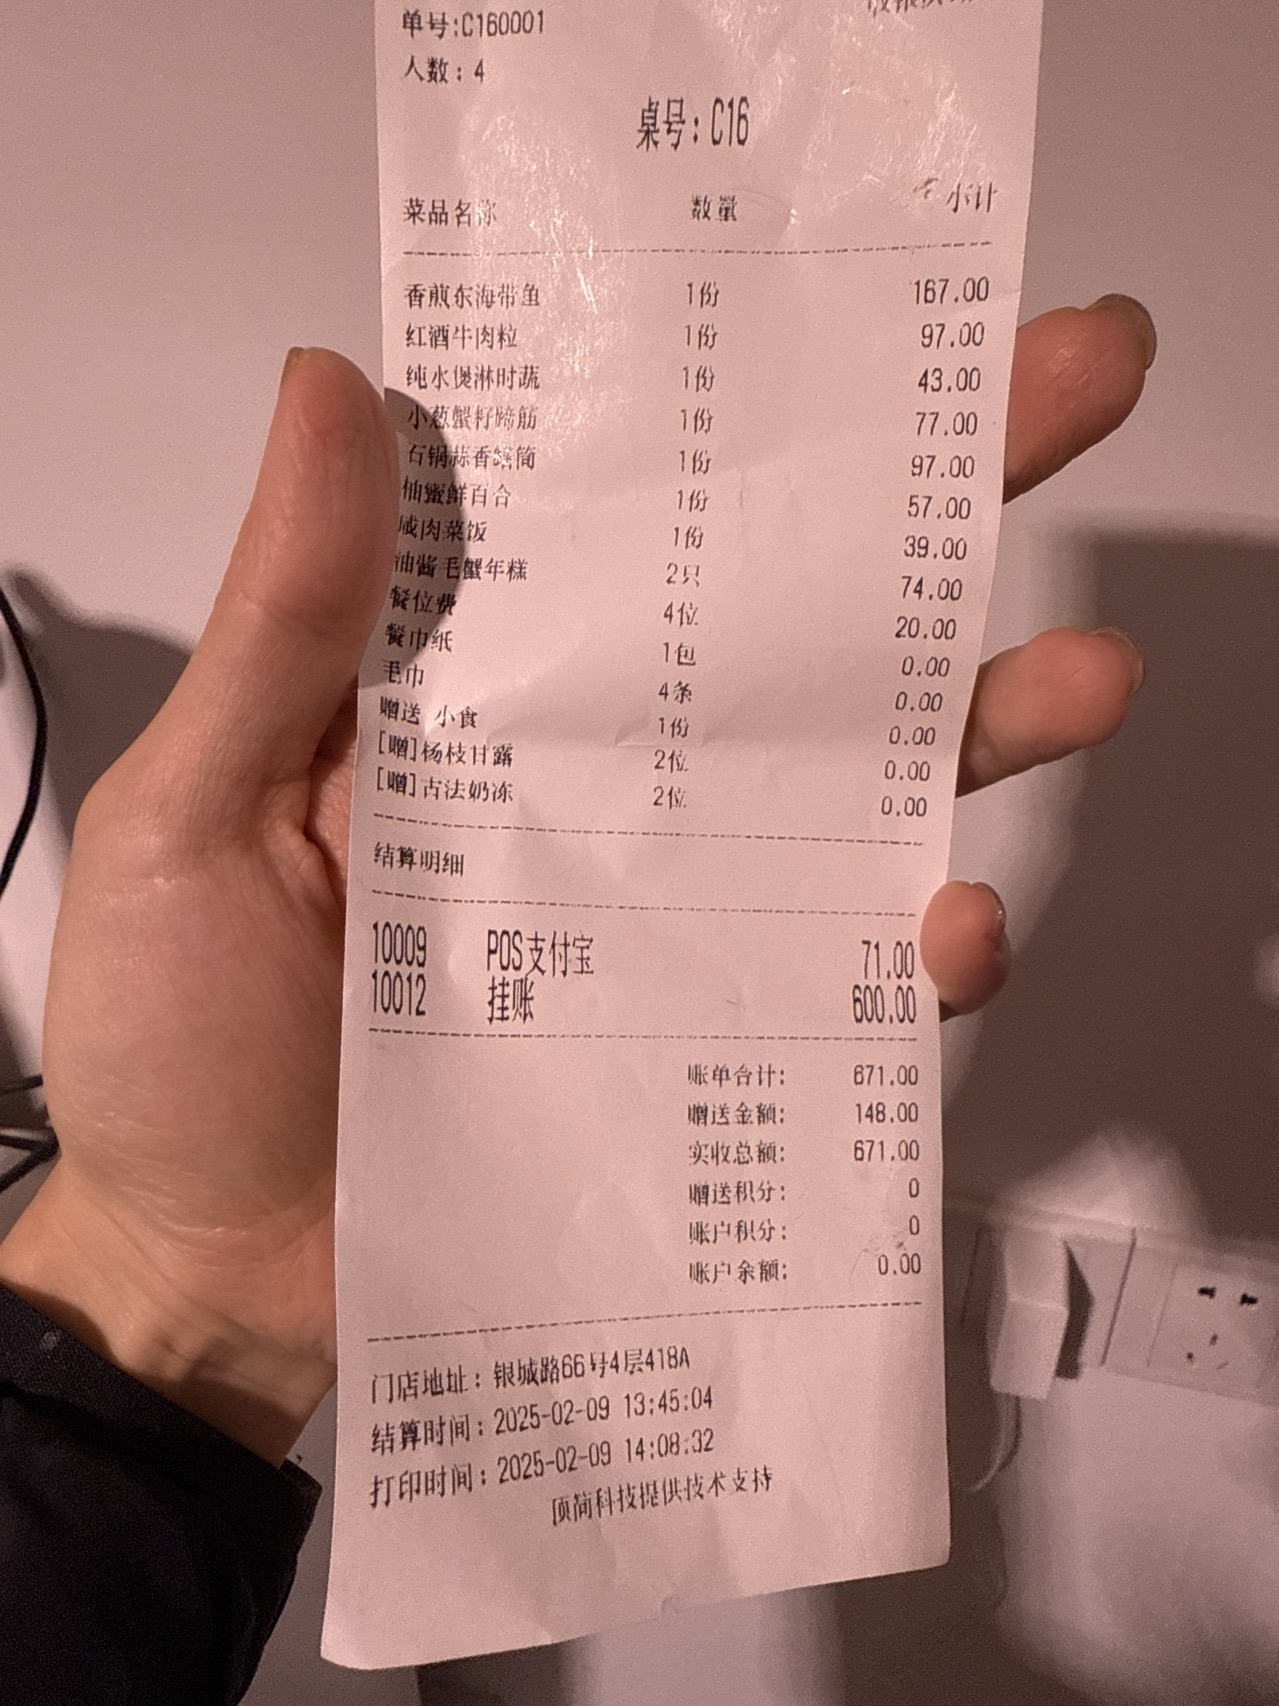 单号:C160001
人数: 4
桌号: C16
菜品名称 数量 小计
香煎东海带鱼 1份 167.00
红酒牛肉粒 1份 97.00
纯水煲淋时蔬 1份 43.00
小葱蟹籽蹄筋 1份 77.00
石锅蒜香 1份 97.00
柚蜜鲜百合 1份 57.00
咸肉菜饭 1份 39.00
油酱毛蟹年糕 2只 74.00
餐位费 4位 20.00
餐巾纸 1包 0.00
毛巾 4条 0.00
赠送 小食 1份 0.00
[赠]杨枝甘露 2位 0.00
[赠]古法奶冻 2位 0.00
结算明细
10009 POS支付宝 71.00
10012 挂账 600.00
账单合计: 671.00
赠送金额: 148.00
实收总额: 671.00
赠送积分: 0
账户积分: 0
账户余额: 0.00
门店地址: 银城路66号4层418A
结算时间: 2025-02-09 13:45:04
打印时间: 2025-02-09 14:08:32
顶简科技提供技术支持